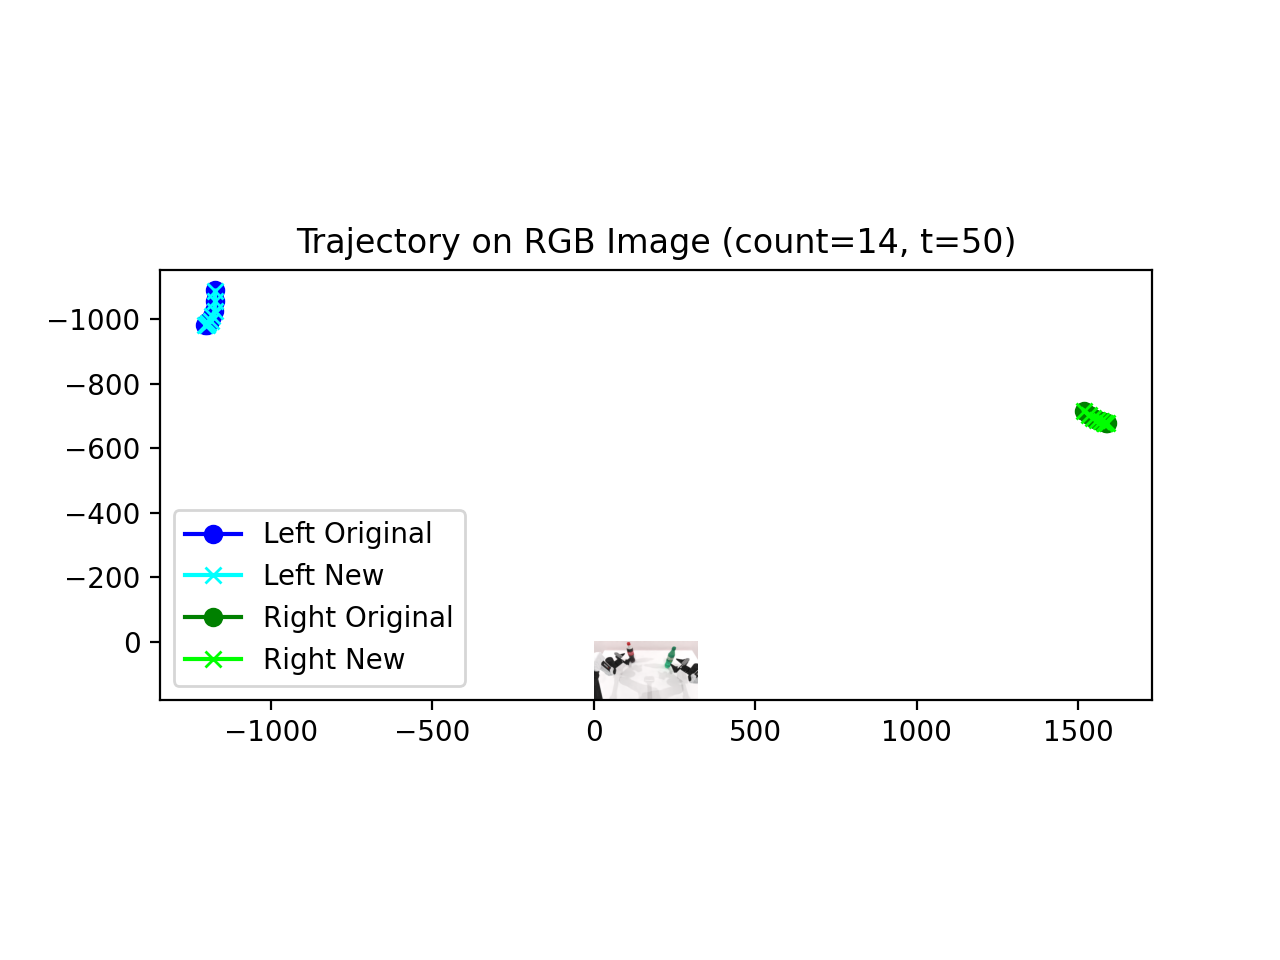 Trajectory on RGB Image (count=14, t=50)
−1000
−800
−600
−400
−200
0
Left Original
Left New
Right Original
Right New
−1000 −500 0 500 1000 1500